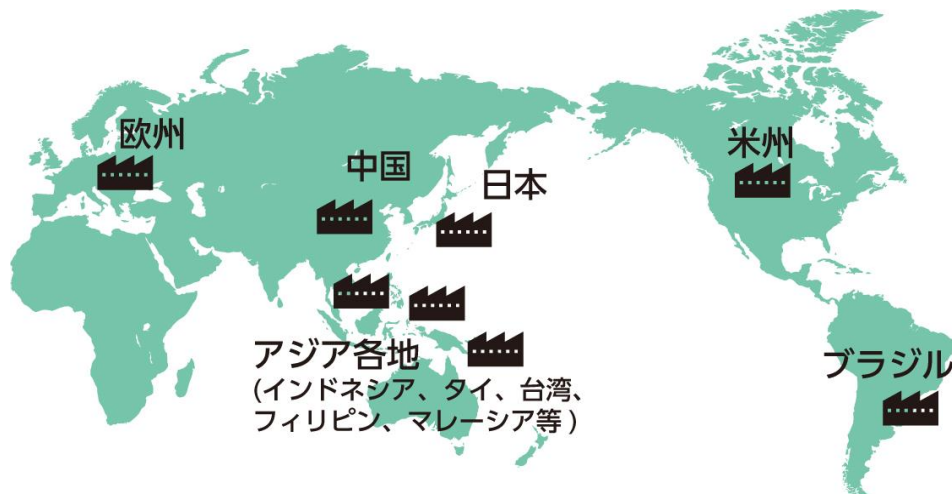 欧州
中国
日本
米州
アジア各地
(インドネシア、タイ、台湾、
フィリピン、マレーシア等)
ブラジル